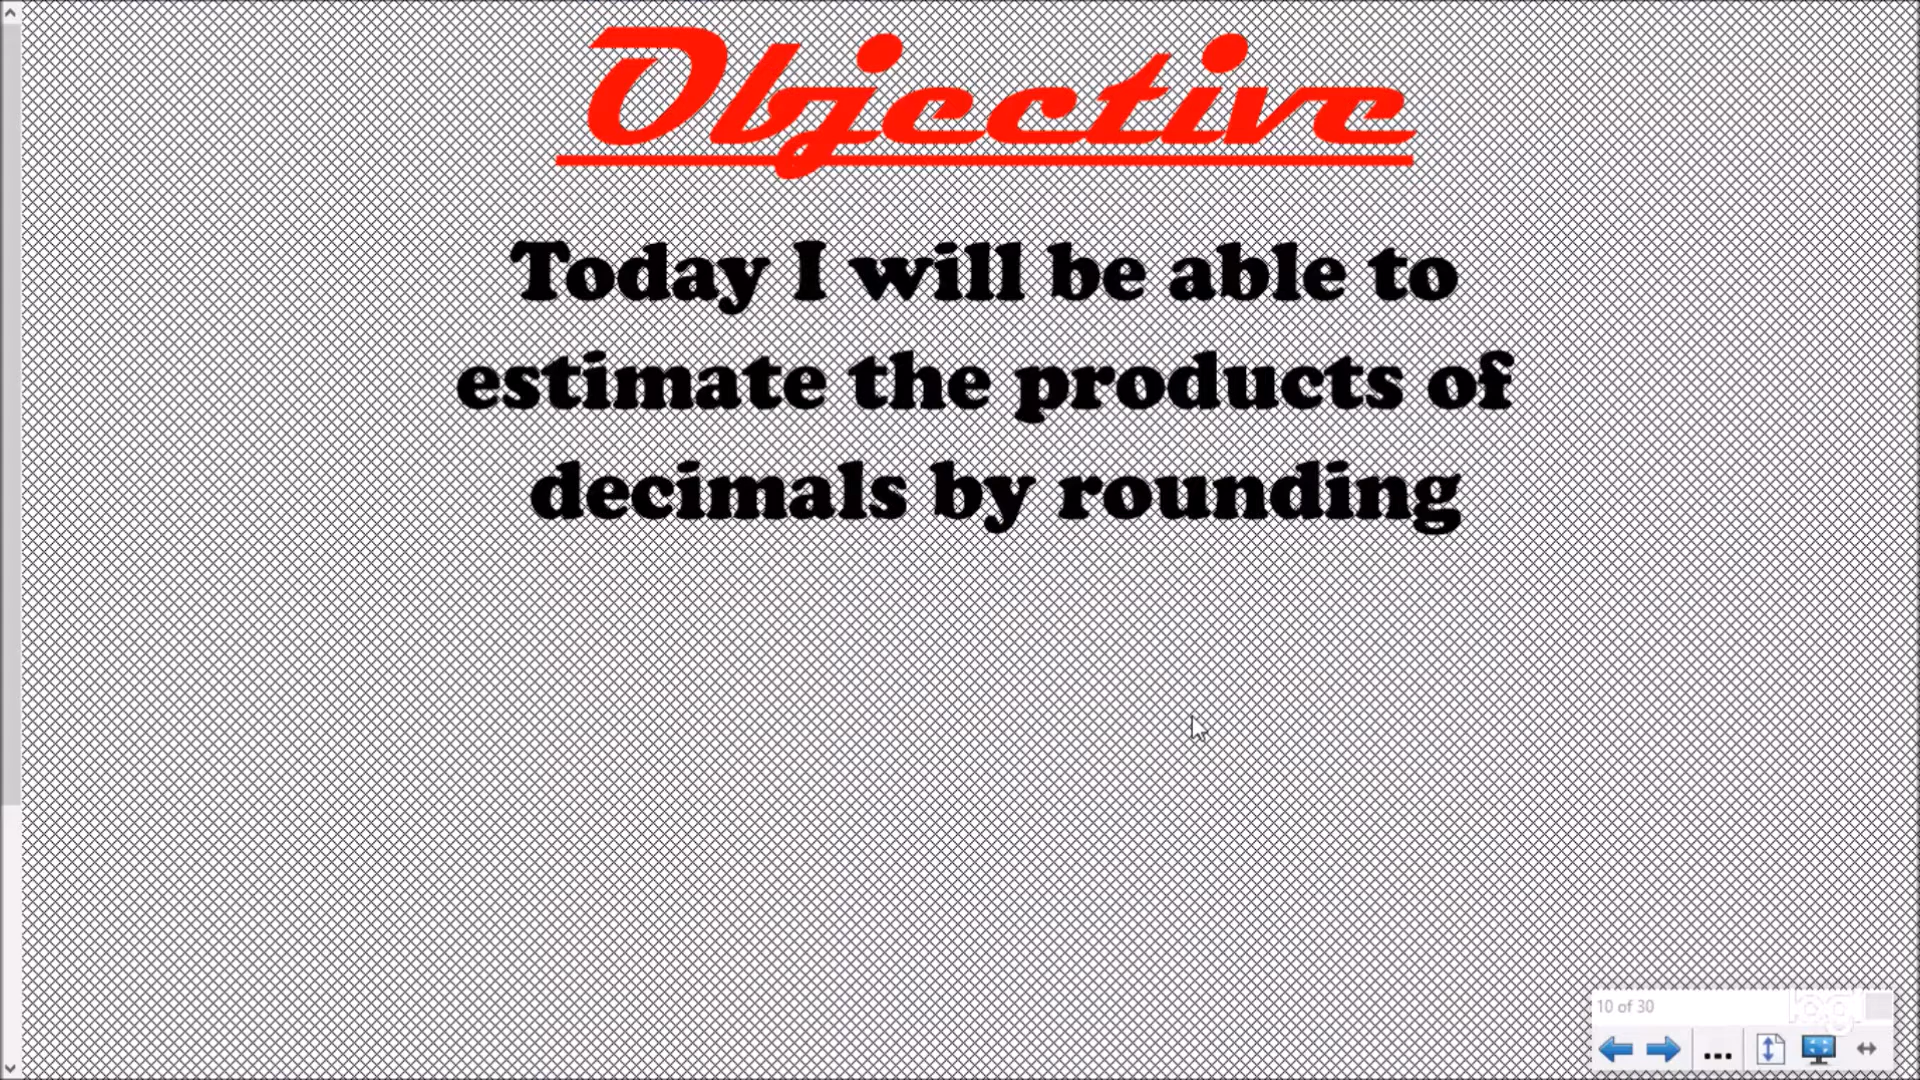 Objective
Today I will be able to
estimate the products of
decimals by rounding
10 of 30
...